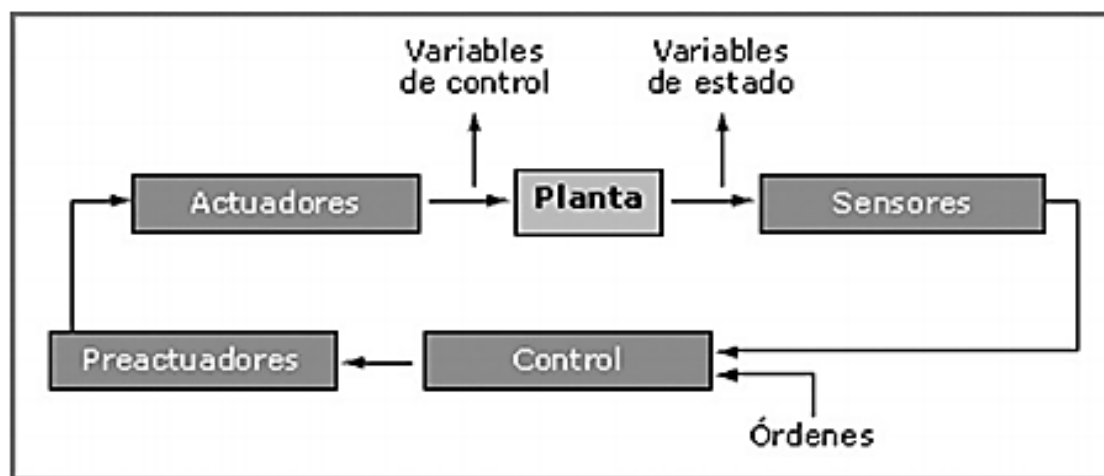 Variables
de control
Variables
de estado
Actuadores
Planta
Sensores
Preactuadores
Control
Órdenes